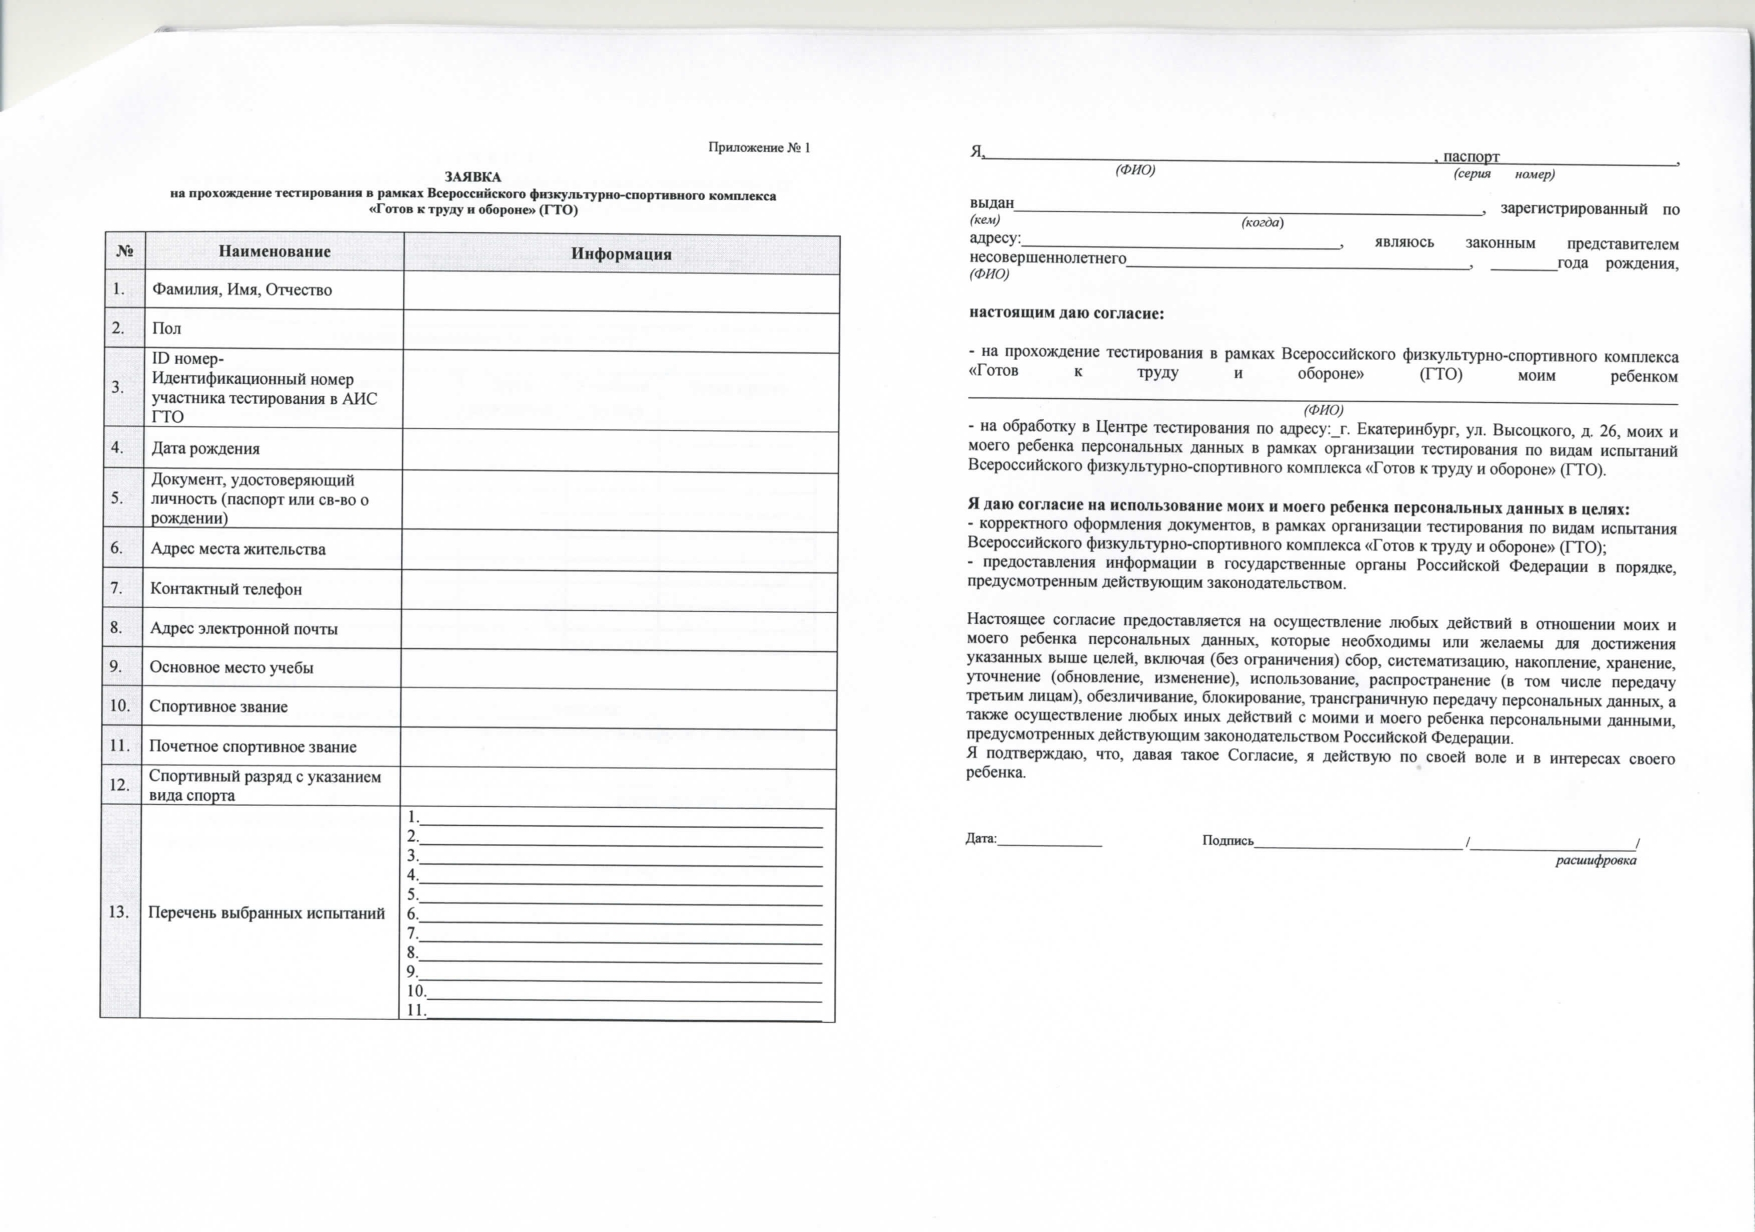 Приложение № 1
ЗАЯВКА
на прохождение тестирования в рамках Всероссийского физкультурно-спортивного комплекса
«Готов к труду и обороне» (ГТО)
№ Наименование Информация
1. Фамилия, Имя, Отчество
2. Пол
3. ID номер-
Идентификационный номер
участника тестирования в АИС
ГТО
4. Дата рождения
5. Документ, удостоверяющий
личность (паспорт или св-во о
рождении)
6. Адрес места жительства
7. Контактный телефон
8. Адрес электронной почты
9. Основное место учебы
10. Спортивное звание
11. Почетное спортивное звание
12. Спортивный разряд с указанием
вида спорта
13. Перечень выбранных испытаний
1.
2.
3.
4.
5.
6.
7.
8.
9.
10.
11.
Я,__________, паспорт__________,
(ФИО) (серия номер)
выдан__________, зарегистрированный по
(кем) (когда)
адресу:__________, являюсь законным представителем
несовершеннолетнего__________, ________года рождения,
(ФИО)
настоящим даю согласие:
- на прохождение тестирования в рамках Всероссийского физкультурно-спортивного комплекса
«Готов к труду и обороне» (ГТО) моим ребенком
(ФИО)
- на обработку в Центре тестирования по адресу:_г. Екатеринбург, ул. Высоцкого, д. 26, моих и
моего ребенка персональных данных в рамках организации тестирования по видам испытаний
Всероссийского физкультурно-спортивного комплекса «Готов к труду и обороне» (ГТО).
Я даю согласие на использование моих и моего ребенка персональных данных в целях:
- корректного оформления документов, в рамках организации тестирования по видам испытания
Всероссийского физкультурно-спортивного комплекса «Готов к труду и обороне» (ГТО);
- предоставления информации в государственные органы Российской Федерации в порядке,
предусмотренным действующим законодательством.
Настоящее согласие предоставляется на осуществление любых действий в отношении моих и
моего ребенка персональных данных, которые необходимы или желаемы для достижения
указанных выше целей, включая (без ограничения) сбор, систематизацию, накопление, хранение,
уточнение (обновление, изменение), использование, распространение (в том числе передачу
третьим лицам), обезличивание, блокирование, трансграничную передачу персональных данных, а
также осуществление любых иных действий с моими и моего ребенка персональными данными,
предусмотренных действующим законодательством Российской Федерации.
Я подтверждаю, что, давая такое Согласие, я действую по своей воле и в интересах своего
ребенка.
Дата:__________ Подпись__________/__________/
расшифровка